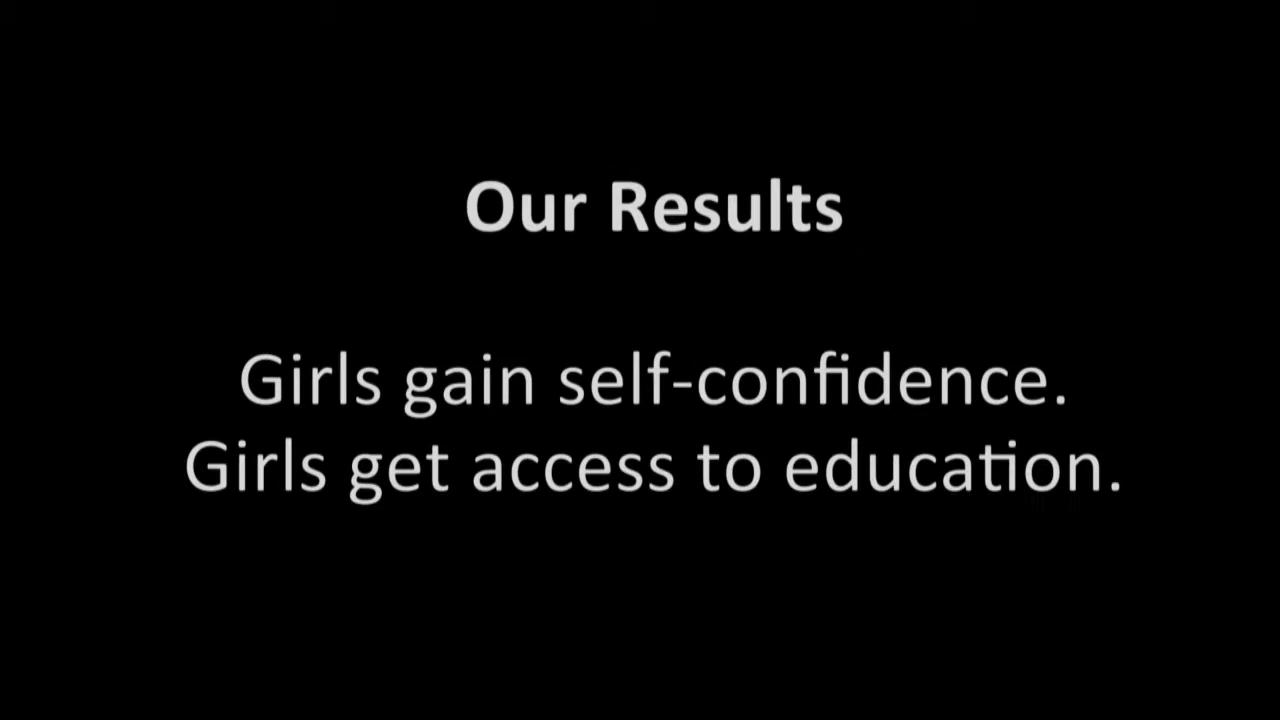 Our Results
Girls gain self-confidence.
Girls get access to education.